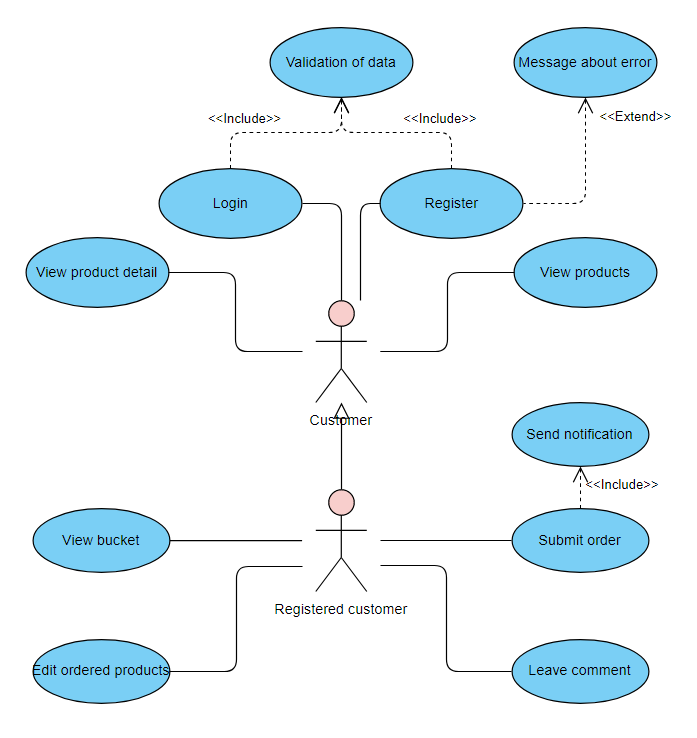 Validation of data
Message about error
<<Include>>
<<Include>>
<<Extend>>
Login
Register
View product detail
View products
Customer
Send notification
<<Include>>
View bucket
Submit order
Registered customer
Edit ordered products
Leave comment